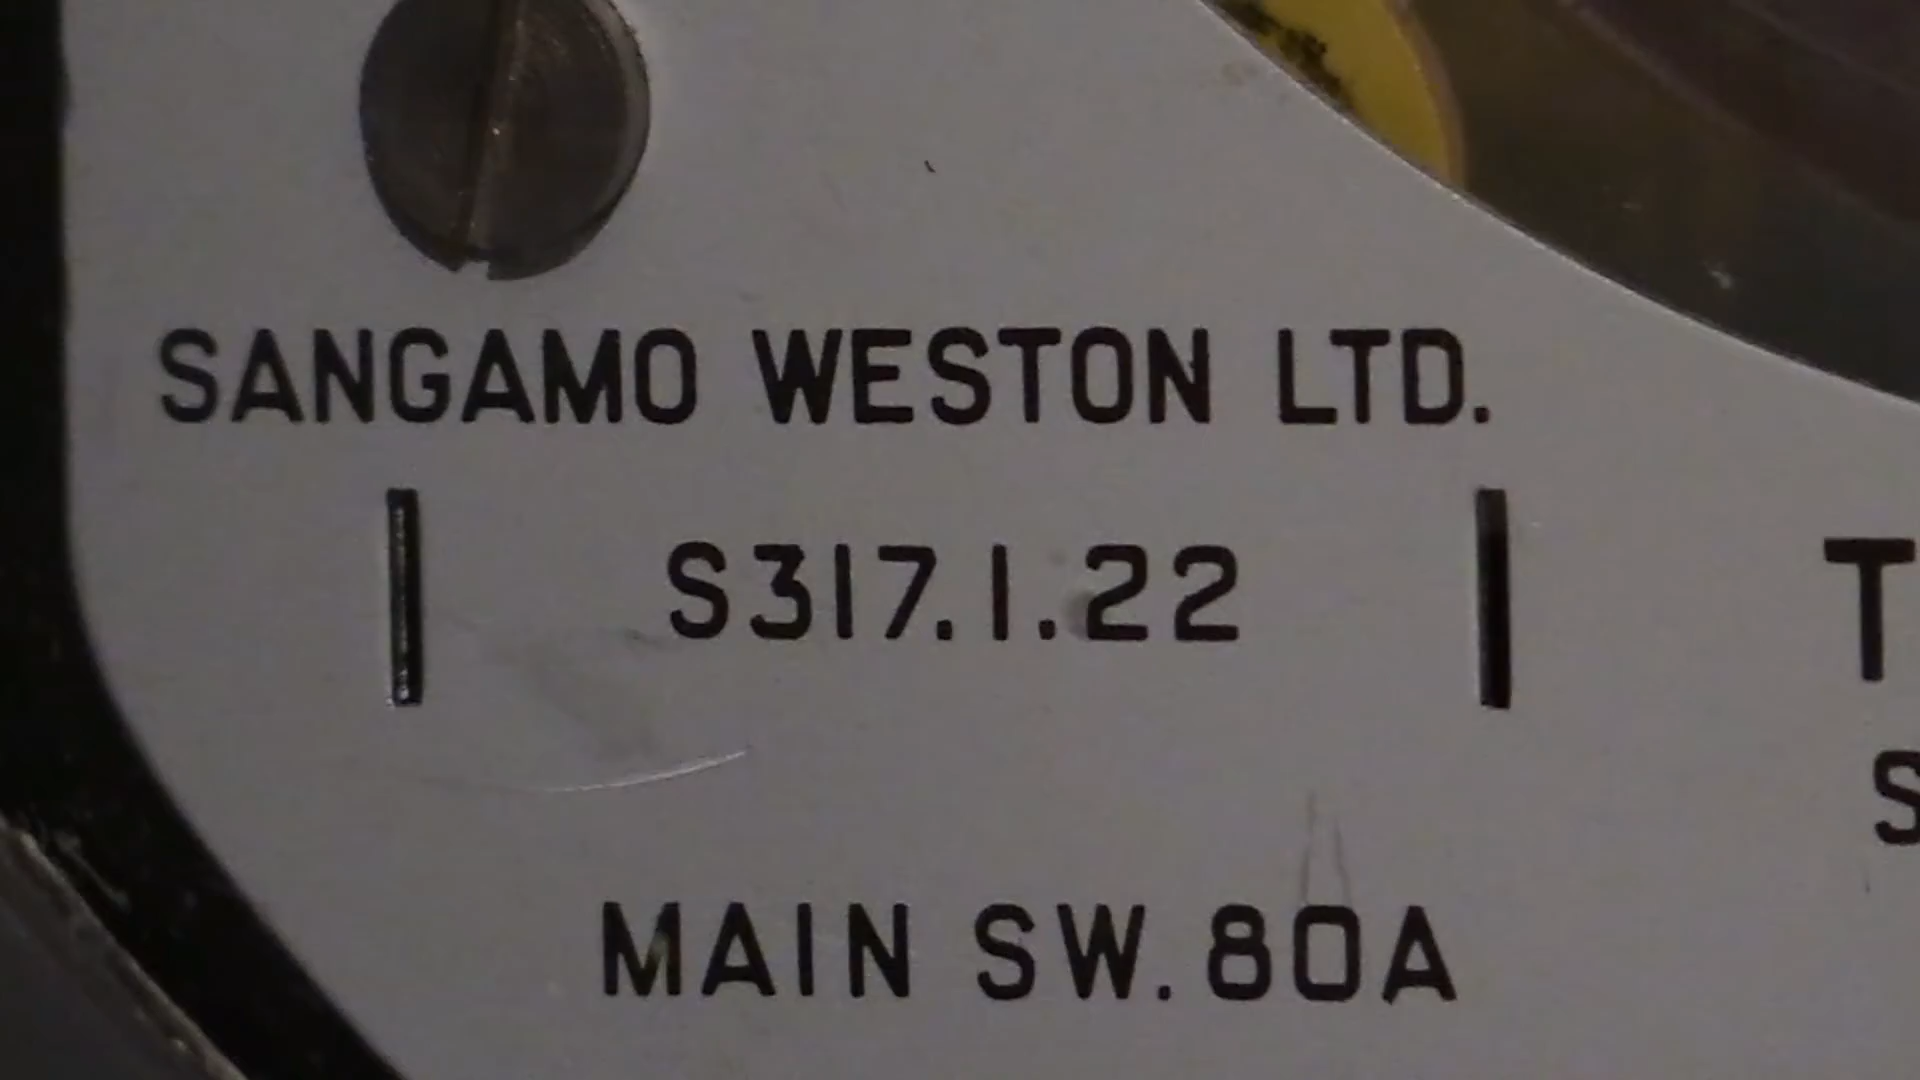 SANGAMO WESTON LTD.
S317.1.22
T
S
MAIN SW. 80A